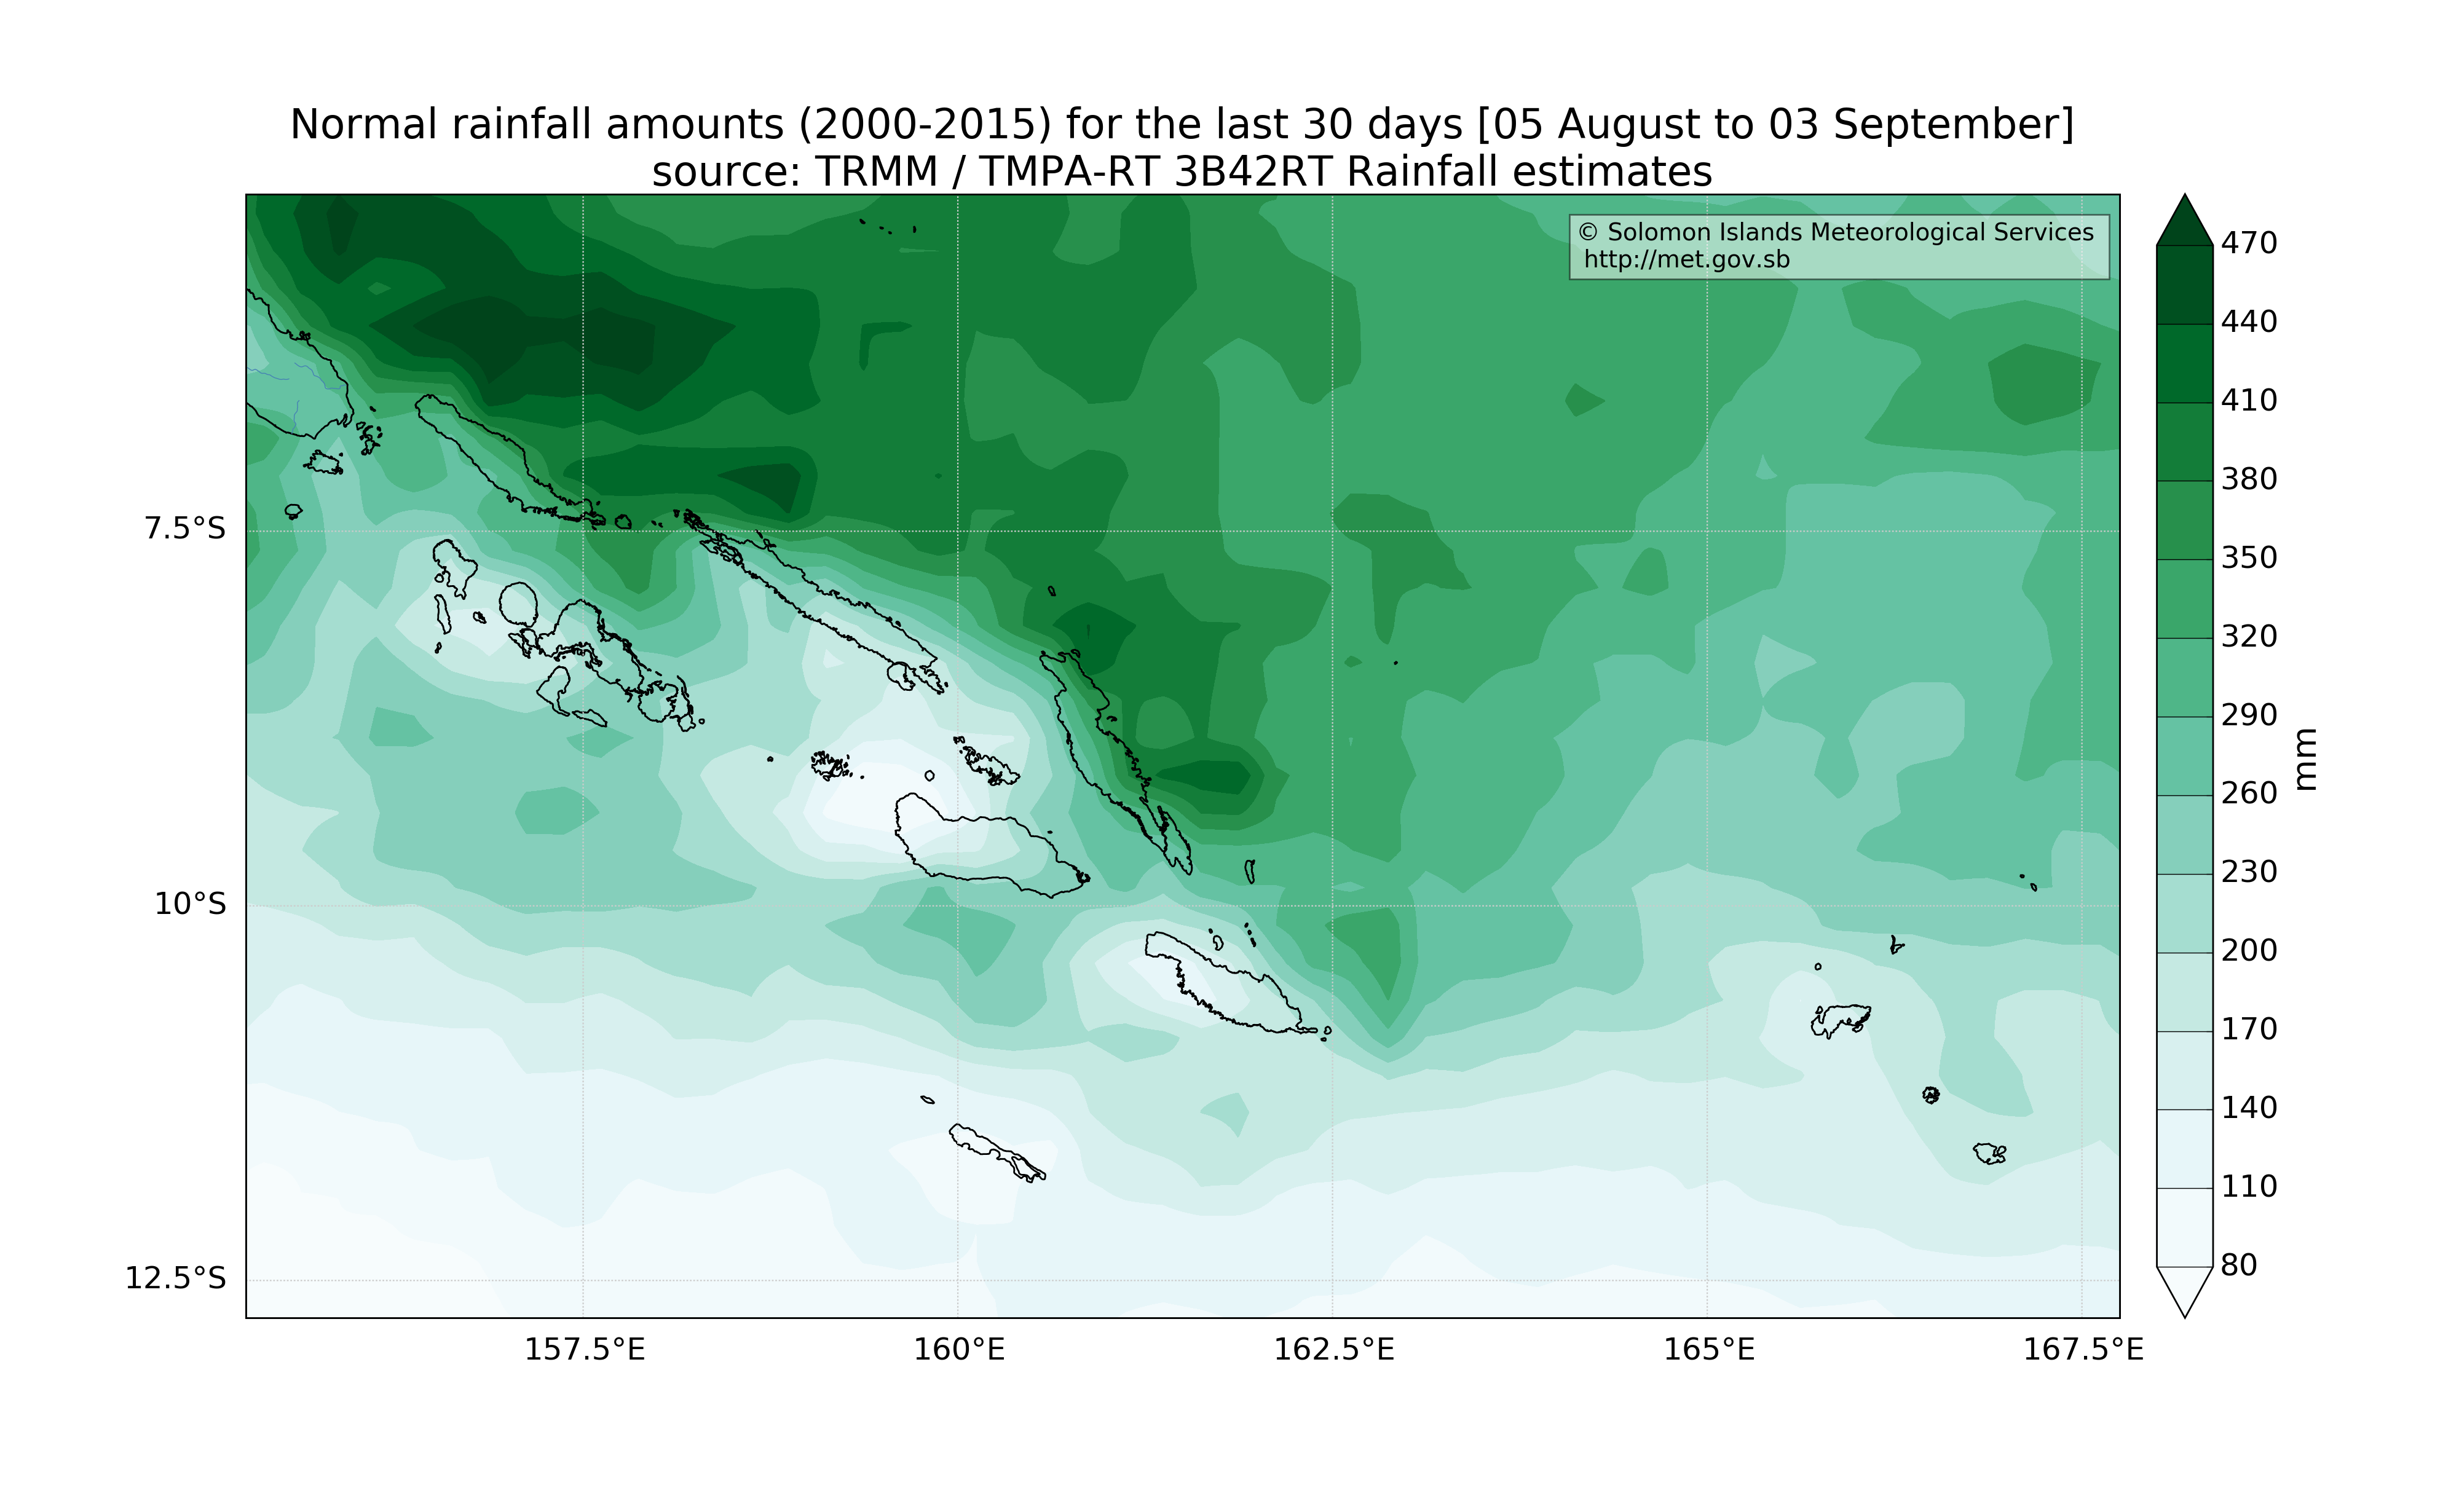 Normal rainfall amounts (2000-2015) for the last 30 days [05 August to 03 September]
source: TRMM / TMPA-RT 3B42RT Rainfall estimates
© Solomon Islands Meteorological Services
http://met.gov.sb
7.5°S
10°S
12.5°S
157.5°E
160°E
162.5°E
165°E
167.5°E
470
440
410
380
350
320
290
260
230
200
170
140
110
80
mm